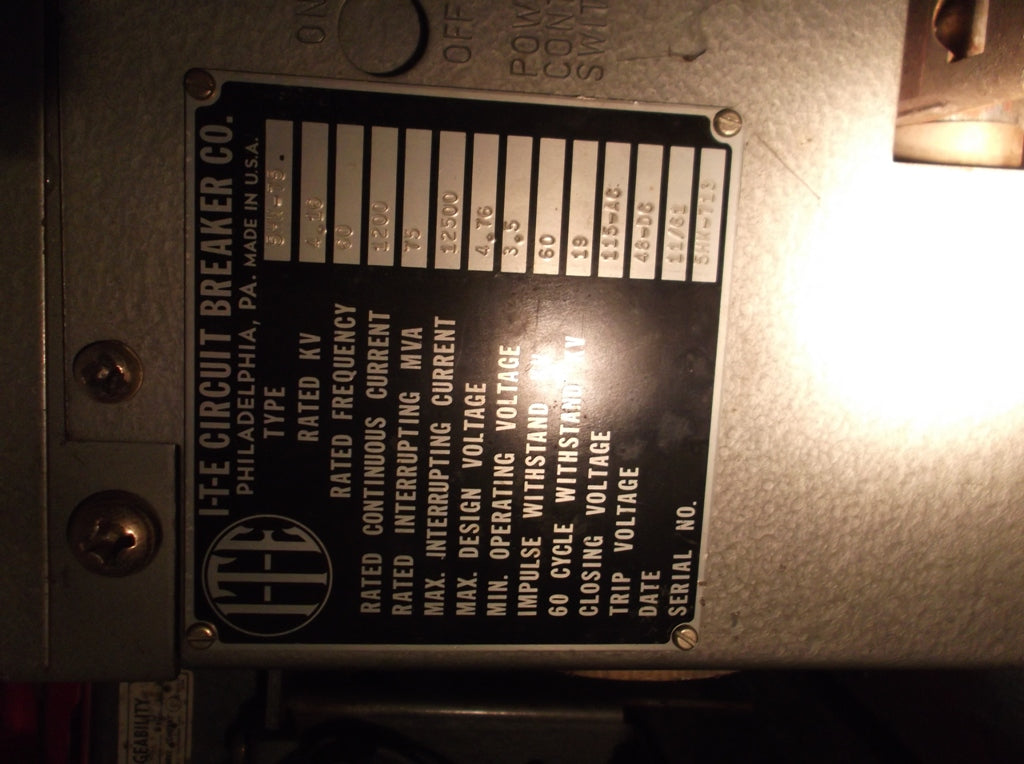 ON OFF
POW
CONT
SWIT
I-T-E
I-T-E CIRCUIT BREAKER CO.
PHILADELPHIA, PA. MADE IN U.S.A.
TYPE
RATED KV 4.16
RATED FREQUENCY 60
RATED CONTINUOUS CURRENT 1200
RATED INTERRUPTING MVA 75
MAX. INTERRUPTING CURRENT 12500
MAX. DESIGN VOLTAGE 4.76
MIN. OPERATING VOLTAGE 3.5
IMPULSE WITHSTAND 60
60 CYCLE WITHSTAND KV 19
CLOSING VOLTAGE 115-AC
TRIP VOLTAGE 48-DC
DATE 11/61
SERIAL NO.
GEABILITY